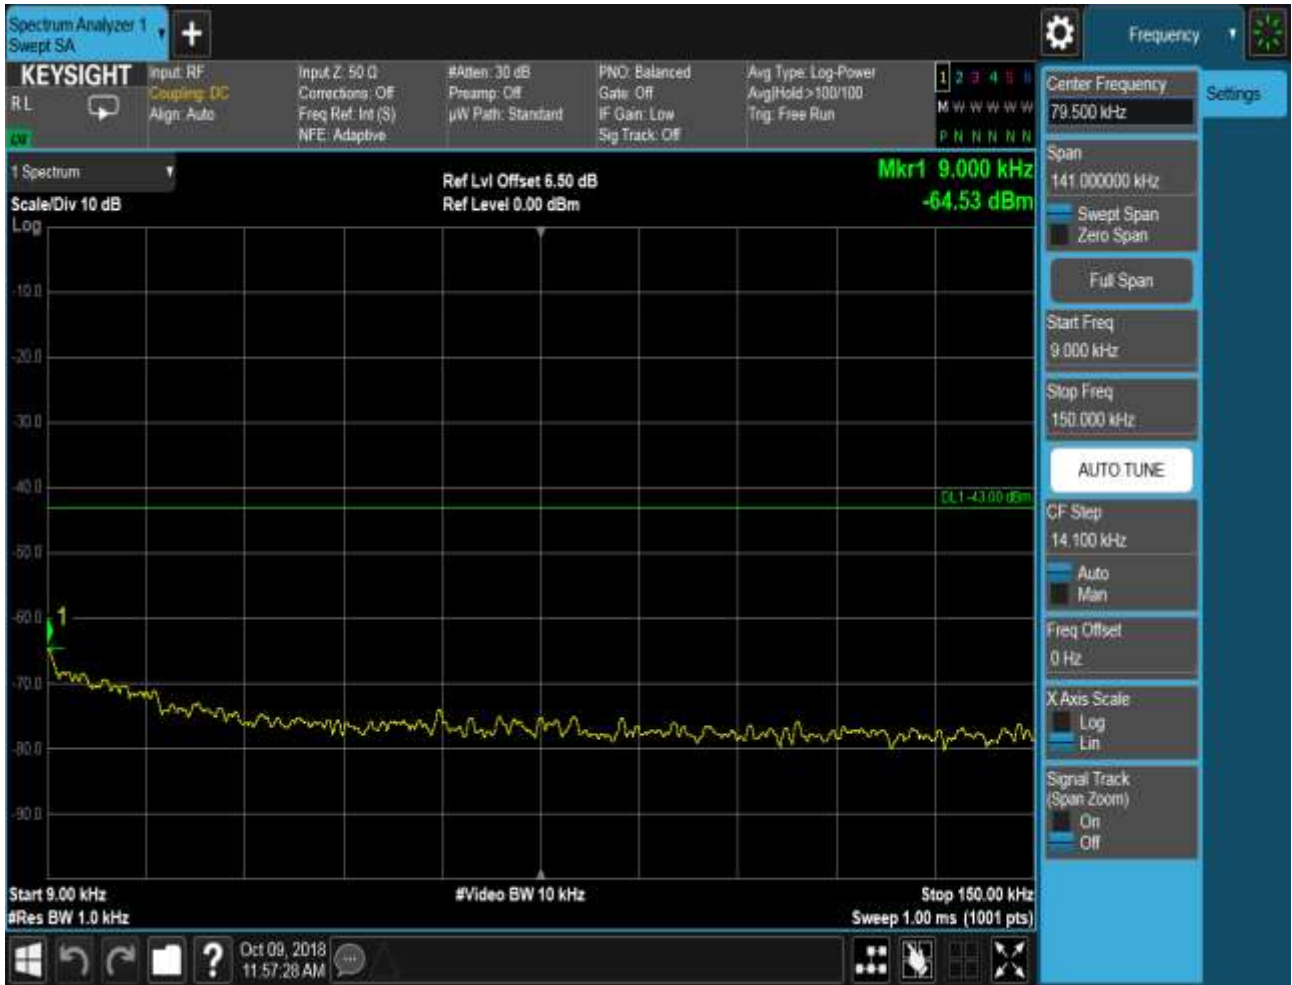 Spectrum Analyzer 1
Swept SA
Frequency
KEYSIGHT
RL
Input: RF
Coupling: DC
Align: Auto
Input Z: 50 Ω
Corrections: Off
Freq Ref: Int (S)
NFE: Adaptive
#Atten: 30 dB
Preamp: Off
µW Path: Standard
PNO: Balanced
Gate: Off
IF Gain: Low
Sig Track: Off
Avg Type: Log-Power
Avg|Hold:>100/100
Trig: Free Run
1 2 3 4 5 6
M W W W W W
P N N N N N
1 Spectrum
Scale/Div 10 dB
Log
Ref Lvl Offset 6.50 dB
Ref Level 0.00 dBm
Mkr1 9.000 kHz
-64.53 dBm
-10.0
-20.0
-30.0
-40.0
-50.0
-60.0
-70.0
-80.0
-90.0
DL1 -43.00 dBm
1
Start 9.00 kHz
#Res BW 1.0 kHz
#Video BW 10 kHz
Stop 150.00 kHz
Sweep 1.00 ms (1001 pts)
Center Frequency
79.500 kHz
Settings
Span
141.000000 kHz
Swept Span
Zero Span
Full Span
Start Freq
9.000 kHz
Stop Freq
150.000 kHz
AUTO TUNE
CF Step
14.100 kHz
Auto
Man
Freq Offset
0 Hz
X Axis Scale
Log
Lin
Signal Track
(Span Zoom)
On
Off
?
Oct 09, 2018
11:57:28 AM